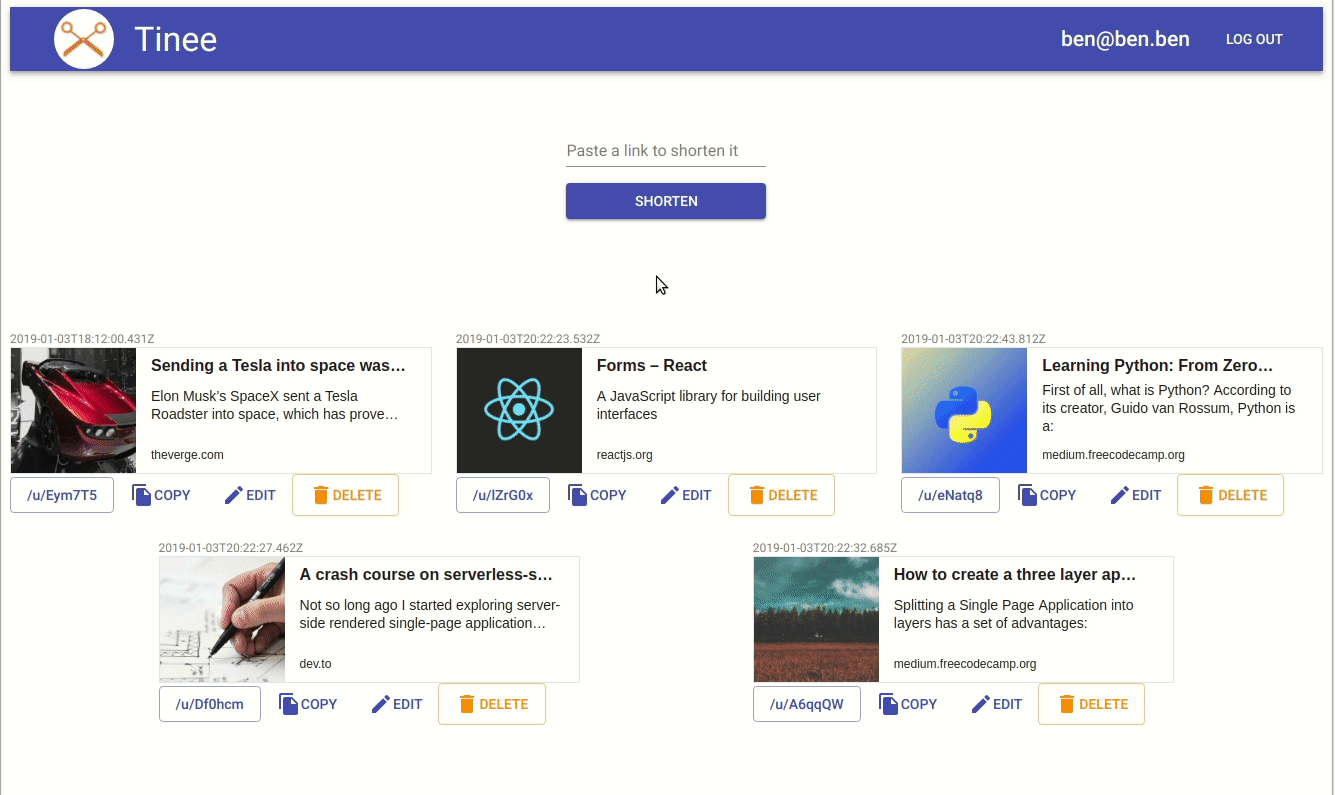 Tinee
ben@ben.ben
LOG OUT
Paste a link to shorten it
SHORTEN
2019-01-03T18:12:00.431Z
Sending a Tesla into space was…
Elon Musk’s SpaceX sent a Tesla
Roadster into space, which has prove…
theverge.com
/u/Eym7T5
COPY
EDIT
DELETE
2019-01-03T20:22:23.532Z
Forms – React
A JavaScript library for building user
interfaces
reactjs.org
/u/lZrG0x
COPY
EDIT
DELETE
2019-01-03T20:22:43.812Z
Learning Python: From Zero…
First of all, what is Python? According to
its creator, Guido van Rossum, Python is
a:
medium.freecodecamp.org
/u/eNatq8
COPY
EDIT
DELETE
2019-01-03T20:22:27.462Z
A crash course on serverless-s…
Not so long ago I started exploring server-
side rendered single-page application…
dev.to
/u/Df0hcm
COPY
EDIT
DELETE
2019-01-03T20:22:32.685Z
How to create a three layer ap…
Splitting a Single Page Application into
layers has a set of advantages:
medium.freecodecamp.org
/u/A6qqQW
COPY
EDIT
DELETE